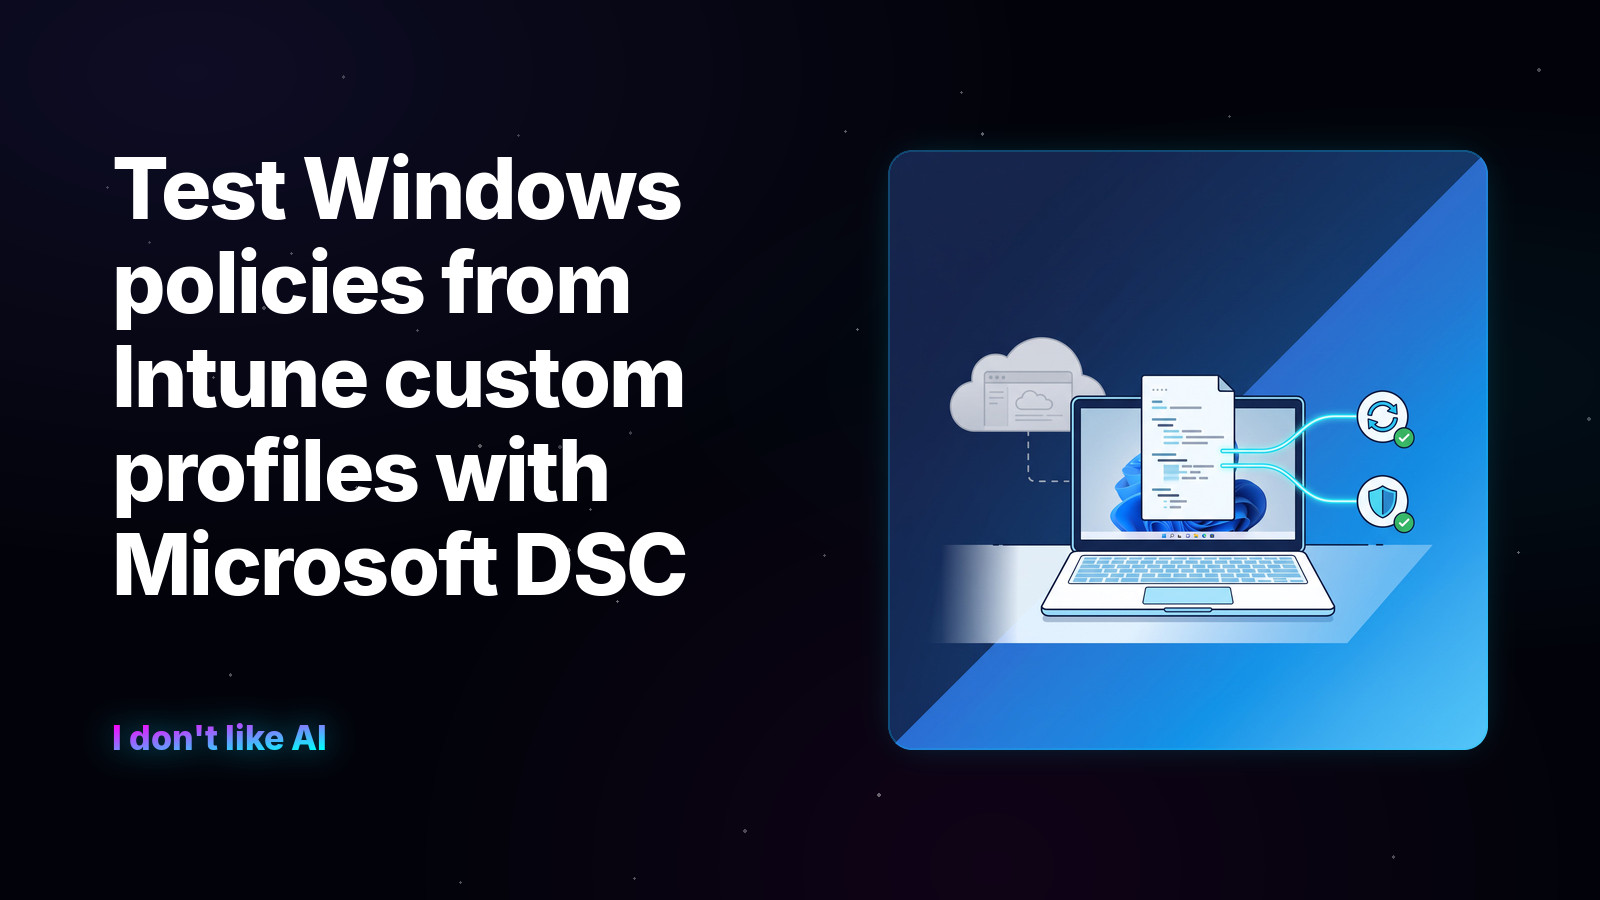 Test Windows
policies from
Intune custom
profiles with
Microsoft DSC
I don't like AI